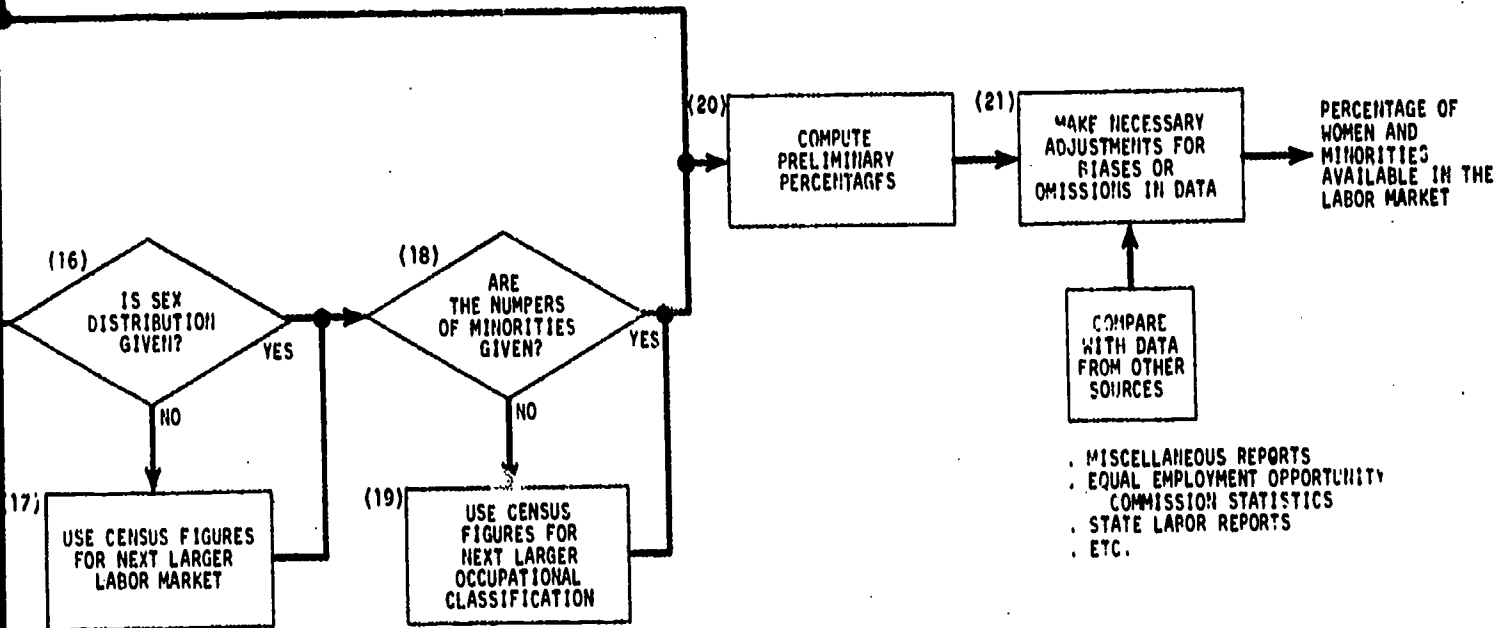 (20)
COMPUTE
PRELIMINARY
PERCENTAGES
(21)
MAKE NECESSARY
ADJUSTMENTS FOR
BIASES OR
OMISSIONS IN DATA
PERCENTAGE OF
WOMEN AND
MINORITIES
AVAILABLE IN THE
LABOR MARKET
(16)
IS SEX
DISTRIBUTION
GIVEN?
YES
NO
(18)
ARE
THE NUMPERS
OF MINORITIES
GIVEN?
YES
NO
COMPARE
WITH DATA
FROM OTHER
SOURCES
. MISCELLANEOUS REPORTS
. EQUAL EMPLOYMENT OPPORTUNITY
COMMISSION STATISTICS
. STATE LAPOR REPORTS
. ETC.
(17)
USE CENSUS FIGURES
FOR NEXT LARGER
LABOR MARKET
(19)
USE CENSUS
FIGURES FOR
NEXT LARGER
OCCUPATIONAL
CLASSIFICATION